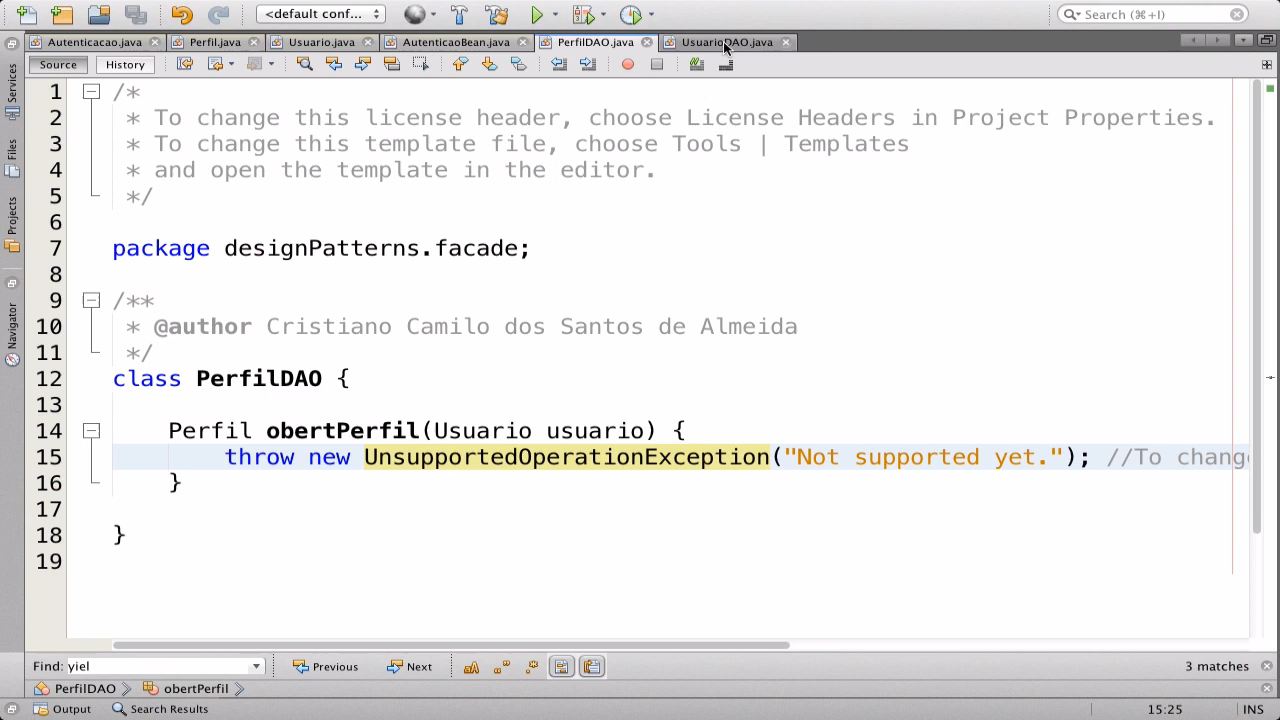 <default conf...
Search (⌘+I)
Autenticacao.java
Perfil.java
Usuario.java
AutenticaoBean.java
PerfilDAO.java
UsuarioDAO.java
Source
History
Services
Files
Projects
Navigator
1 /*
2 * To change this license header, choose License Headers in Project Properties.
3 * To change this template file, choose Tools | Templates
4 * and open the template in the editor.
5 */
6
7 package designPatterns.facade;
8
9 /**
10 * @author Cristiano Camilo dos Santos de Almeida
11 */
12 class PerfilDAO {
13
14 Perfil obertPerfil(Usuario usuario) {
15 throw new UnsupportedOperationException("Not supported yet."); //To chang
16 }
17
18 }
19
Find: yiel
Previous
Next
3 matches
PerfilDAO
obertPerfil
Output
Search Results
15:25
INS